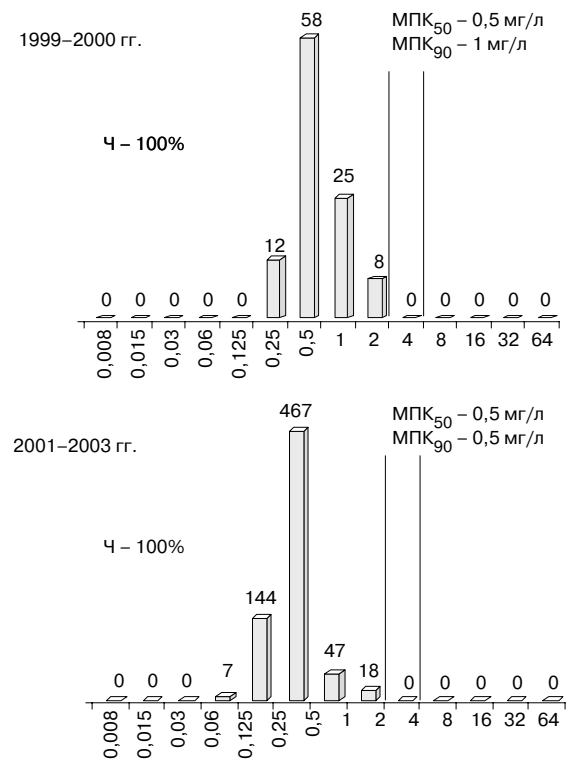 1999–2000 гг.
МПК50 – 0,5 мг/л
МПК90 – 1 мг/л
Ч – 100%
0 0 0 0 0 12 58 25 8 0 0 0 0 0
0,008 0,015 0,03 0,06 0,125 0,25 0,5 1 2 4 8 16 32 64
2001–2003 гг.
МПК50 – 0,5 мг/л
МПК90 – 0,5 мг/л
Ч – 100%
0 0 0 7 144 467 47 18 0 0 0 0 0
0,008 0,015 0,03 0,06 0,125 0,25 0,5 1 2 4 8 16 32 64